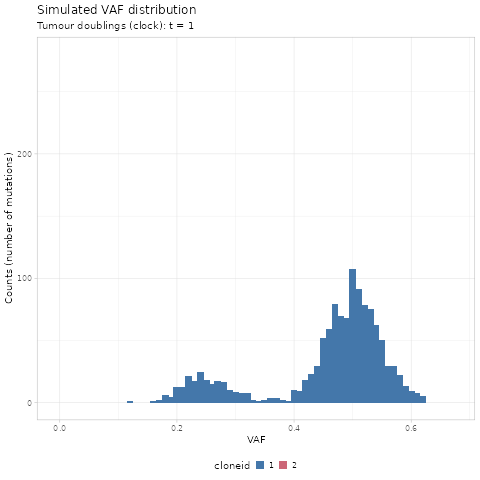 Simulated VAF distribution
Tumour doublings (clock): t = 1
Counts (number of mutations)
200
100
0
0.0 0.2 0.4 0.6
VAF
cloneid 1 2